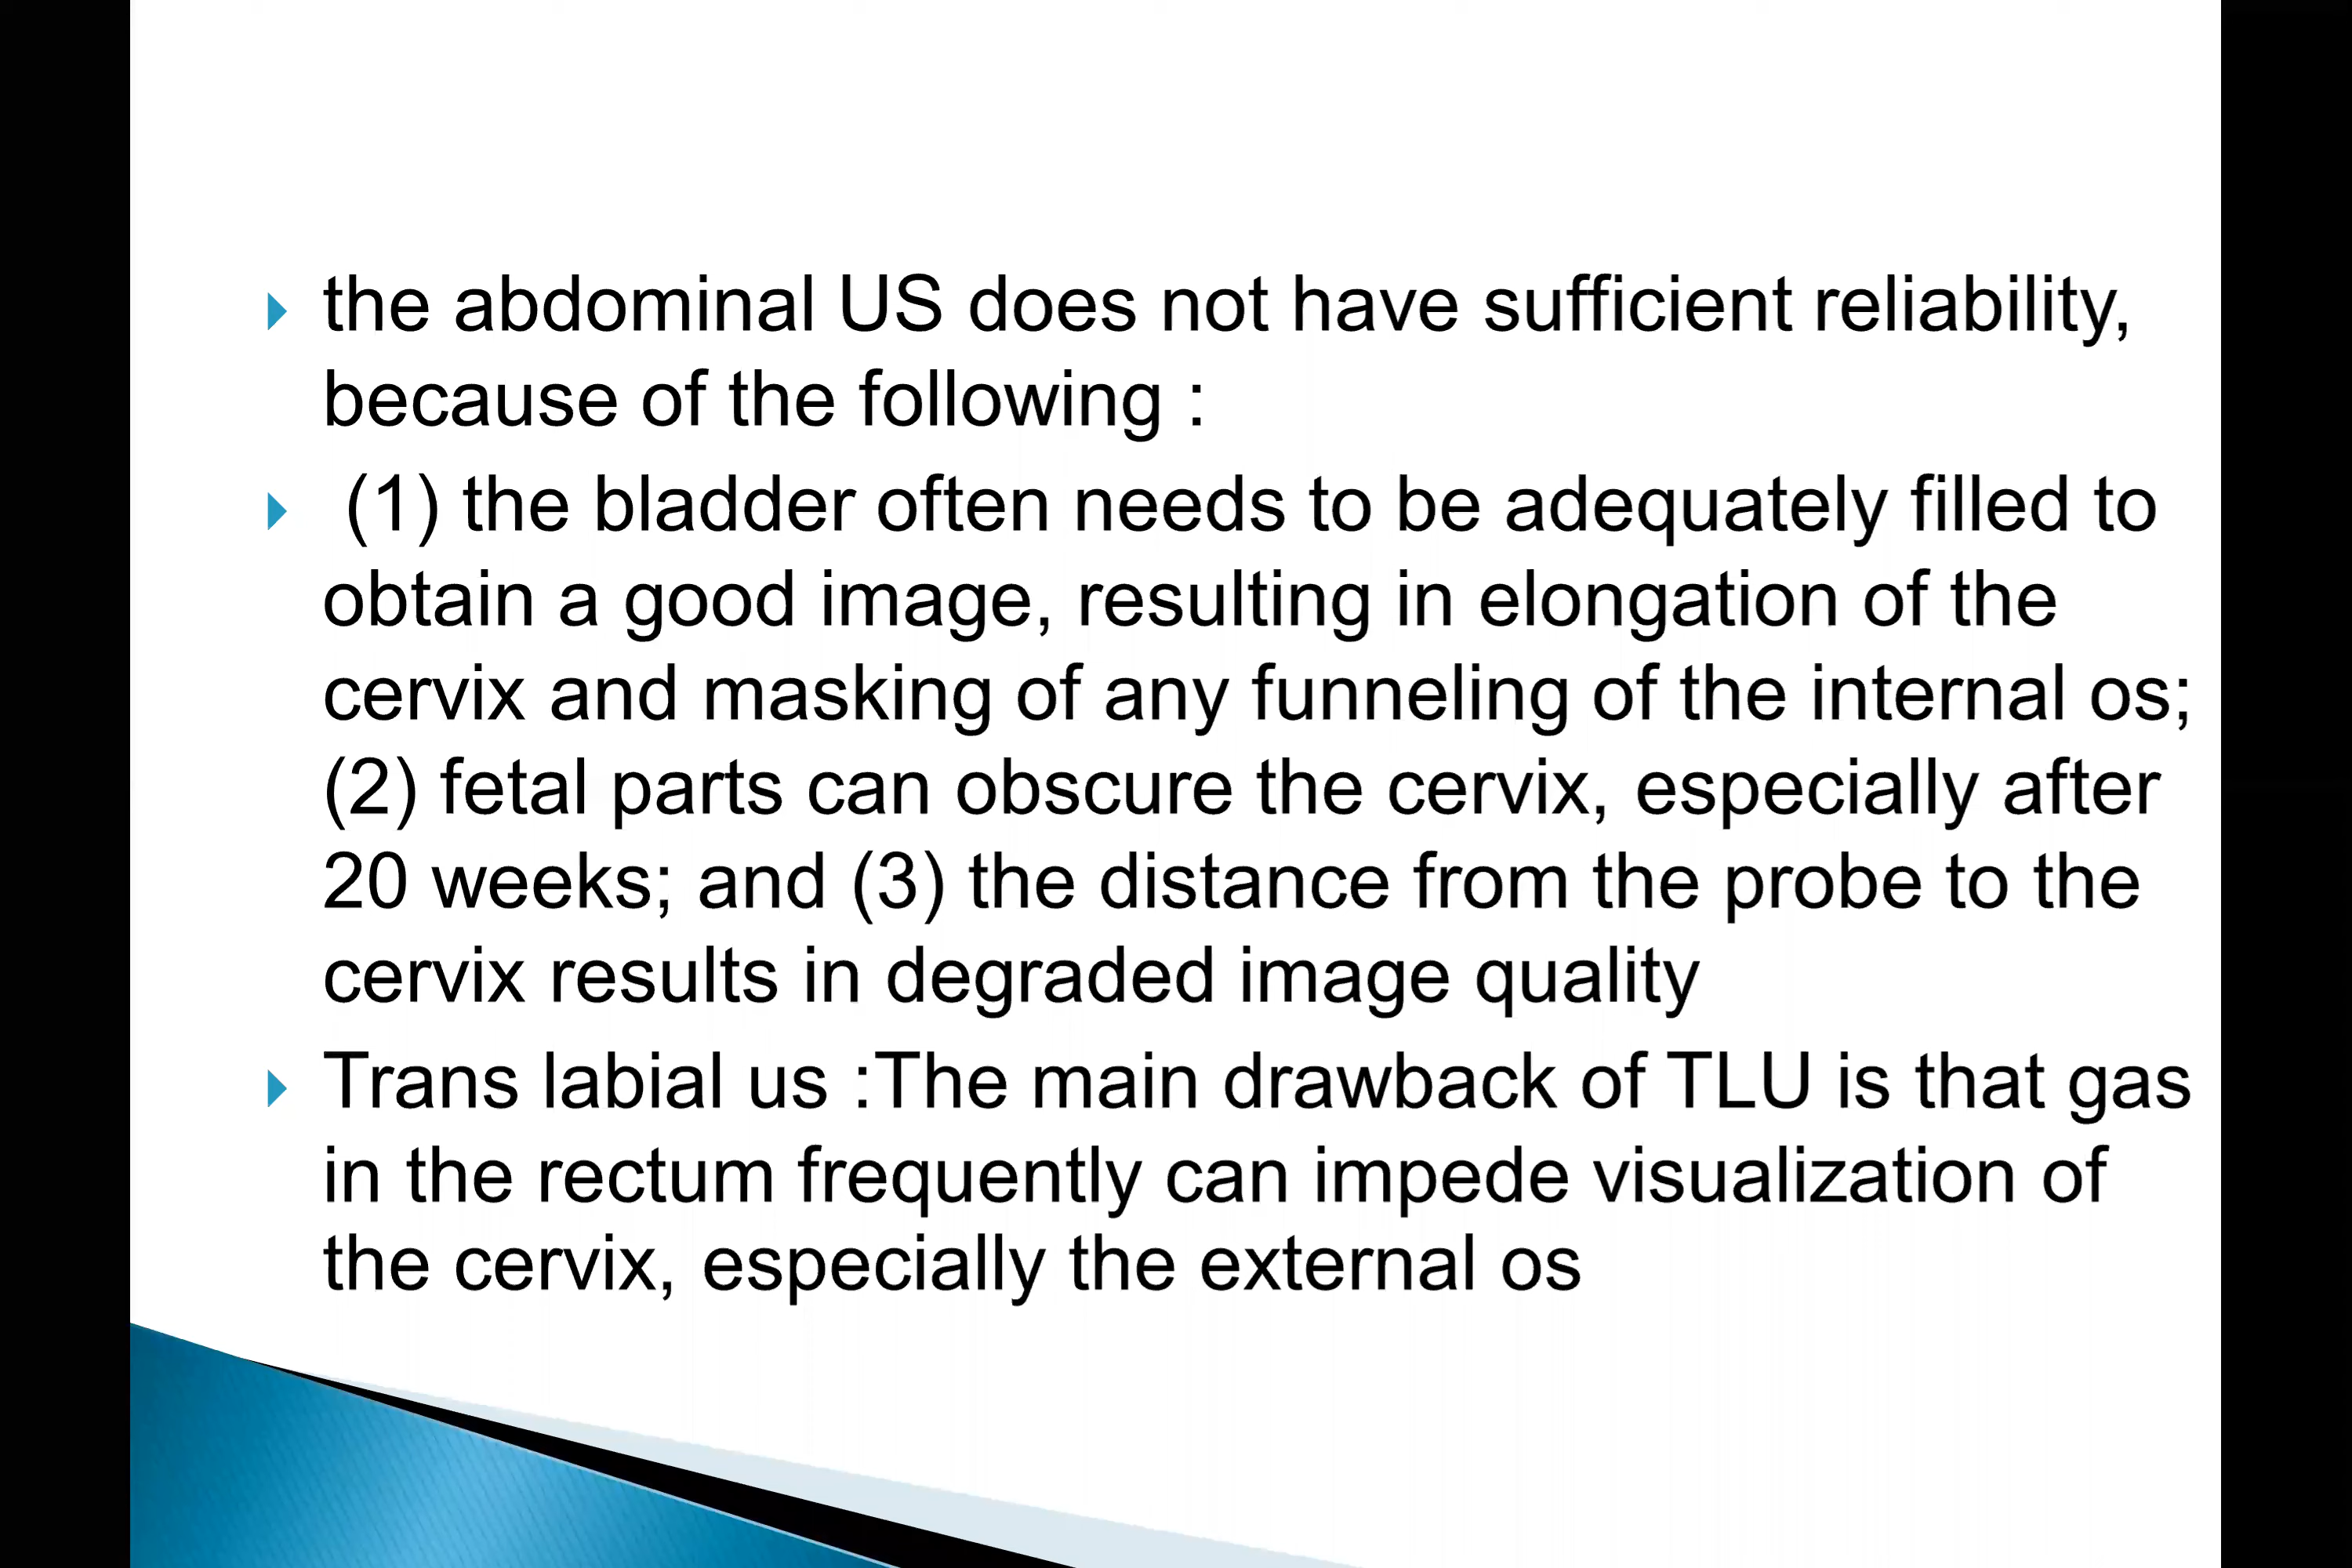 the abdominal US does not have sufficient reliability,
because of the following :
(1) the bladder often needs to be adequately filled to
obtain a good image, resulting in elongation of the
cervix and masking of any funneling of the internal os;
(2) fetal parts can obscure the cervix, especially after
20 weeks; and (3) the distance from the probe to the
cervix results in degraded image quality
Trans labial us :The main drawback of TLU is that gas
in the rectum frequently can impede visualization of
the cervix, especially the external os